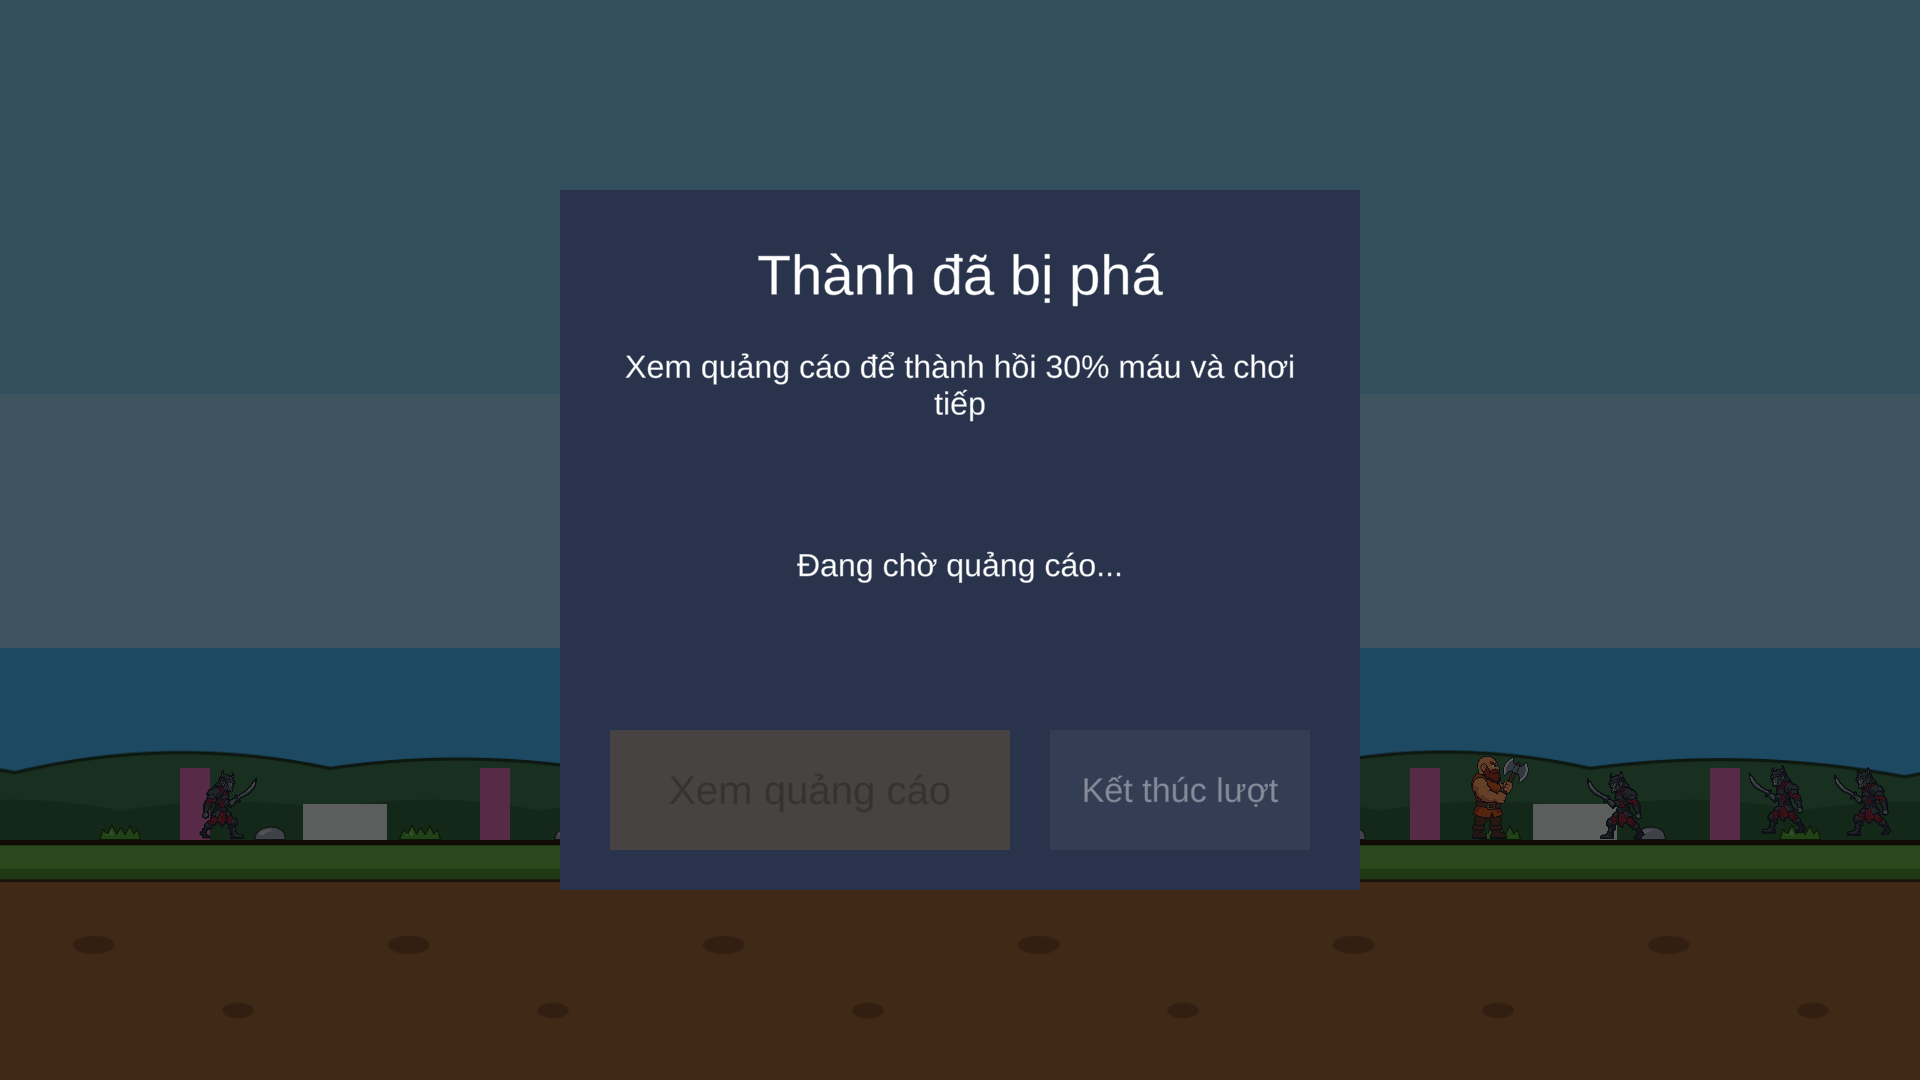 Thành đã bị phá
Xem quảng cáo để thành hồi 30% máu và chơi
tiếp
Đang chờ quảng cáo...
Xem quảng cáo
Kết thúc lượt